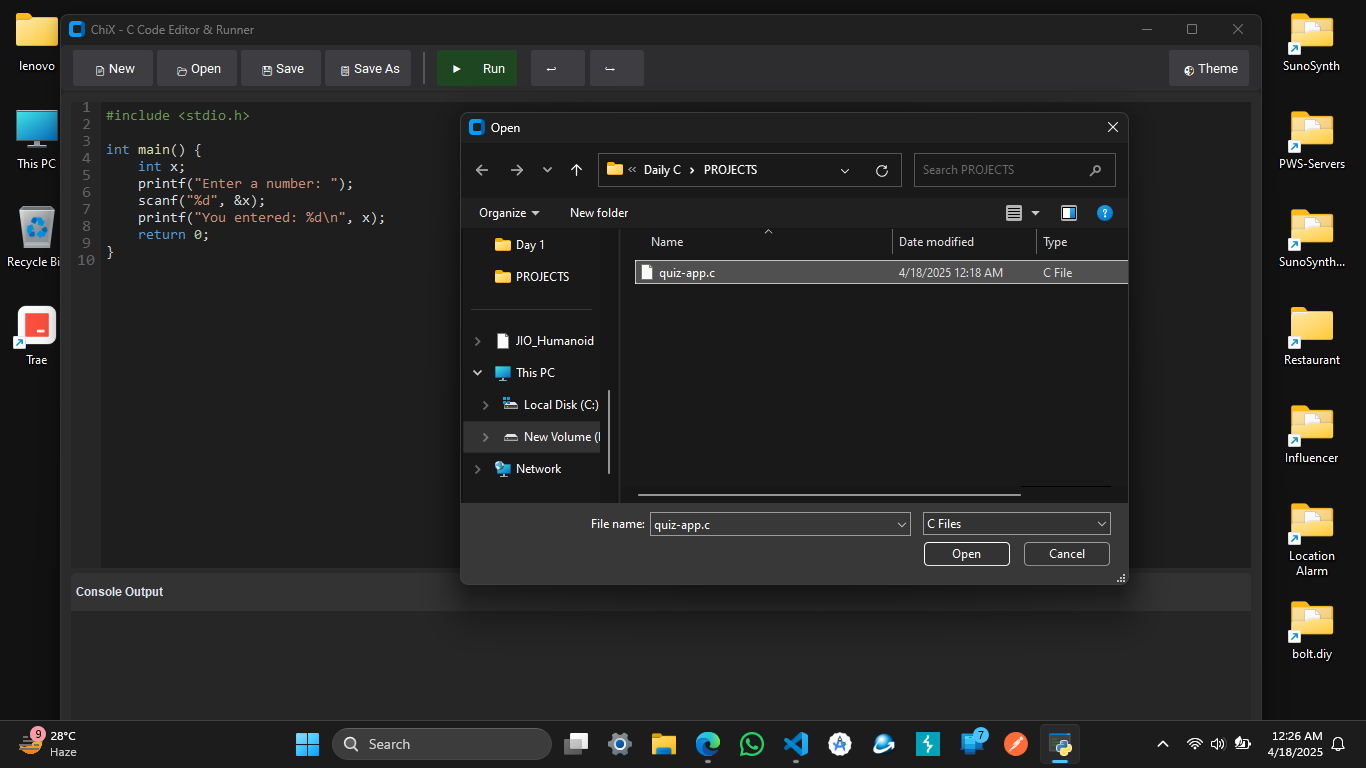 lenovo
This PC
Recycle Bi
Trae
ChiX - C Code Editor & Runner
New
Open
Save
Save As
Run
Theme
1
2
3
4
5
6
7
8
9
10
#include <stdio.h>
int main() {
int x;
printf("Enter a number: ");
scanf("%d", &x);
printf("You entered: %d\n", x);
return 0;
}
Open
Daily C
PROJECTS
Search PROJECTS
Organize
New folder
Day 1
PROJECTS
JIO_Humanoid
This PC
Local Disk (C:)
New Volume (
Network
Name
Date modified
Type
quiz-app.c
4/18/2025 12:18 AM
C File
File name:
quiz-app.c
C Files
Open
Cancel
Console Output
SunoSynth
PWS-Servers
SunoSynth...
Restaurant
Influencer
Location
Alarm
bolt.diy
9
28°C
Haze
Search
7
12:26 AM
4/18/2025